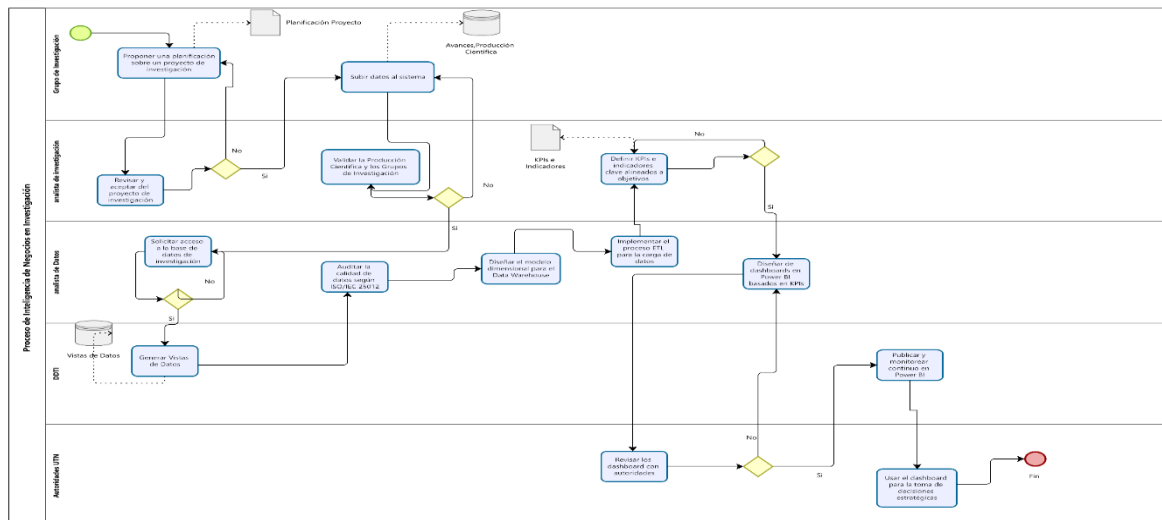 Proceso de Inteligencia de Negocios en Investigación
Grupo de Investigación
Planificación Proyecto
Avances,Producción
Científica
Proponer una planificación
sobre un proyecto de
investigación
Subir datos al sistema
analista de investigación
Revisar y
aceptar del
proyecto de
investigación
No
Si
Validar la Producción
Científica y los Grupos
de Investigación
No
Si
KPIs e
Indicadores
Definir KPIs e
indicadores
clave alineados a
objetivos
No
Si
analista de Datos
Solicitar acceso
a la base de
datos de
investigación
No
Si
Auditar la
calidad de
datos según
ISO/IEC 25012
Diseñar el modelo
dimensional para el
Data Warehouse
Implementar el
proceso ETL
para la carga de
datos
Diseñar de
dashboards en
Power BI
basados en KPIs
DDTI
Vistas de Datos
Generar Vistas
de Datos
Publicar y
monitorear
continuo en
Power BI
Autoridades UTN
Revisar los
dashboard con
autoridades
No
Si
Usar el dashboard
para la toma de
decisiones
estratégicas
Fin